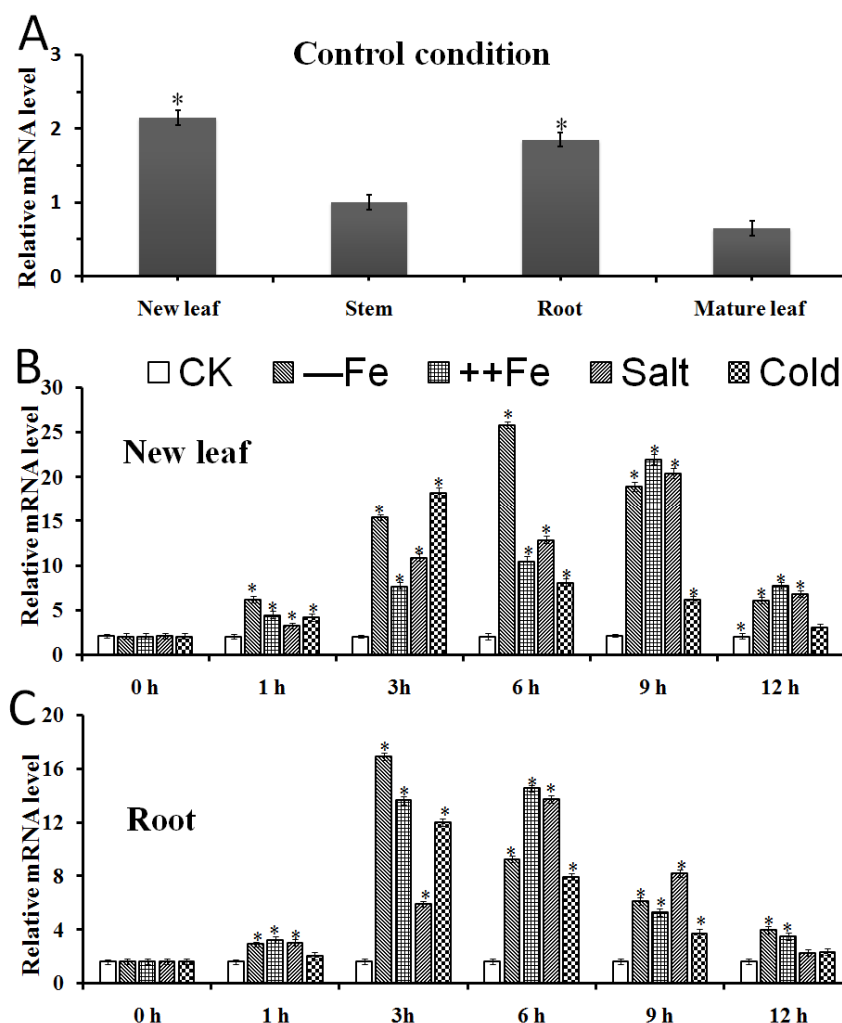 A
Control condition
Relative mRNA level
3
2
1
0
*
*
New leaf Stem Root Mature leaf
B
CK —Fe ++Fe Salt Cold
New leaf
Relative mRNA level
30
25
20
15
10
5
0
* * * *
* * * *
* * * *
* * * *
* * * *
0 h 1 h 3h 6 h 9 h 12 h
C
Root
Relative mRNA level
20
16
12
8
4
0
* * *
* * * *
* * * *
* * * *
* *
0 h 1 h 3h 6 h 9 h 12 h